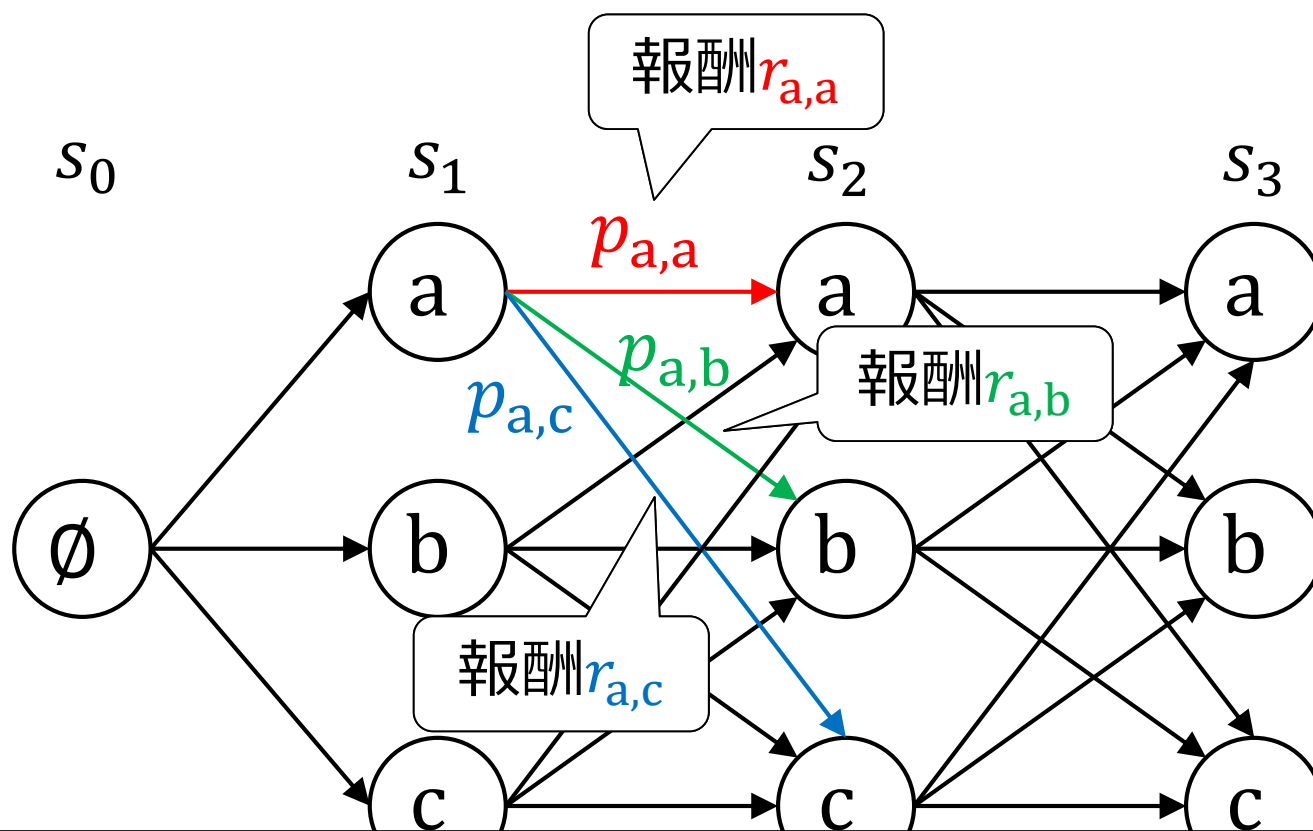 報酬r_{a,a}
s_0
s_1
s_2
s_3
p_{a,a}
a
a
a
p_{a,b}
報酬r_{a,b}
p_{a,c}
∅
b
b
b
報酬r_{a,c}
c
c
c